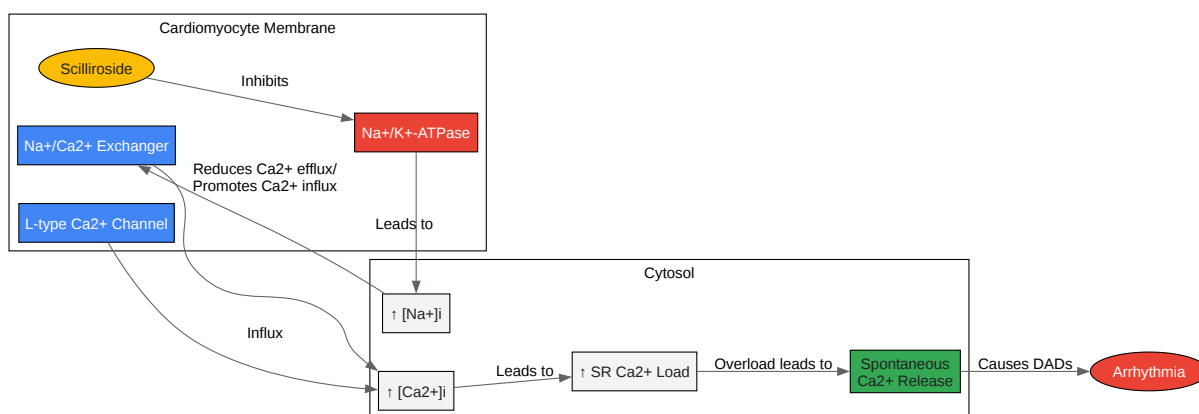 Cardiomyocyte Membrane
Scilliroside
Inhibits
Na+/K+-ATPase
Na+/Ca2+ Exchanger
Reduces Ca2+ efflux/
Promotes Ca2+ influx
L-type Ca2+ Channel
Leads to
Cytosol
↑ [Na+]i
Influx
↑ [Ca2+]i
Leads to
↑ SR Ca2+ Load
Overload leads to
Spontaneous
Ca2+ Release
Causes DADs
Arrhythmia